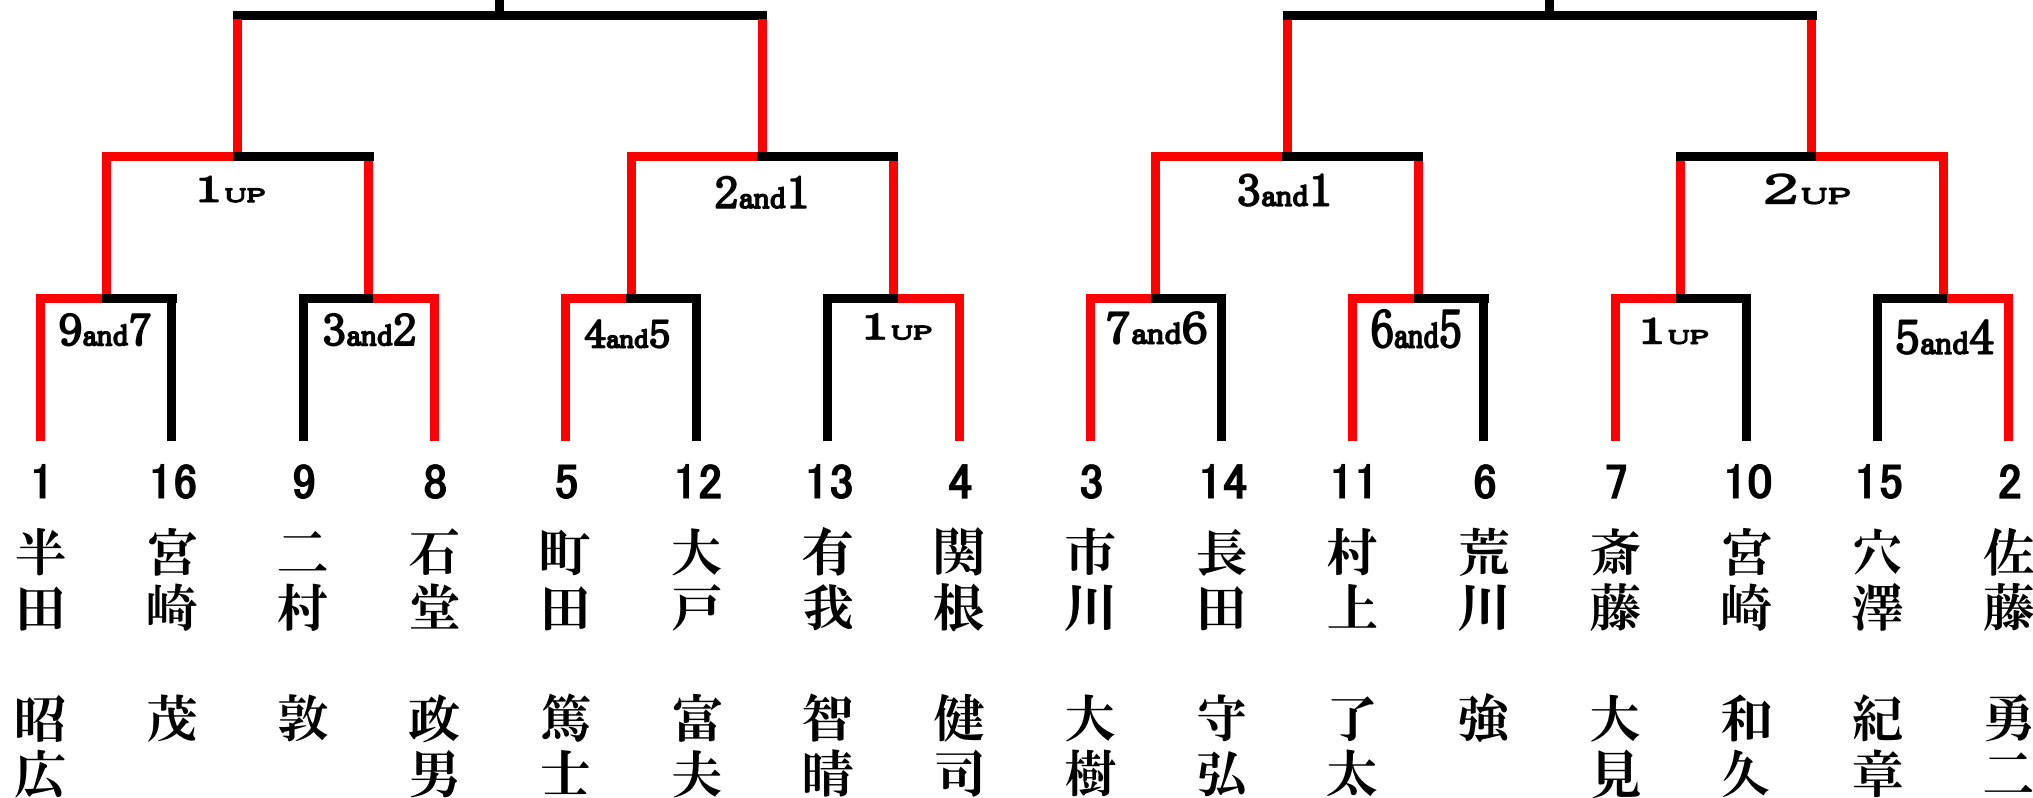 1UP 2and1 3and1 2UP
9and7 3and2 4and5 1UP 7and6 6and5 1UP 5and4
1 16 9 8 5 12 13 4 3 14 11 6 7 10 15 2
半田 昭広
宮崎 茂
二村 敦
石堂 政男
町田 篤士
大戸 富夫
有我 智晴
関根 健司
市川 大樹
長田 守弘
村上 了太
荒川 強
斎藤 大見
宮崎 和久
穴澤 紀章
佐藤 勇二